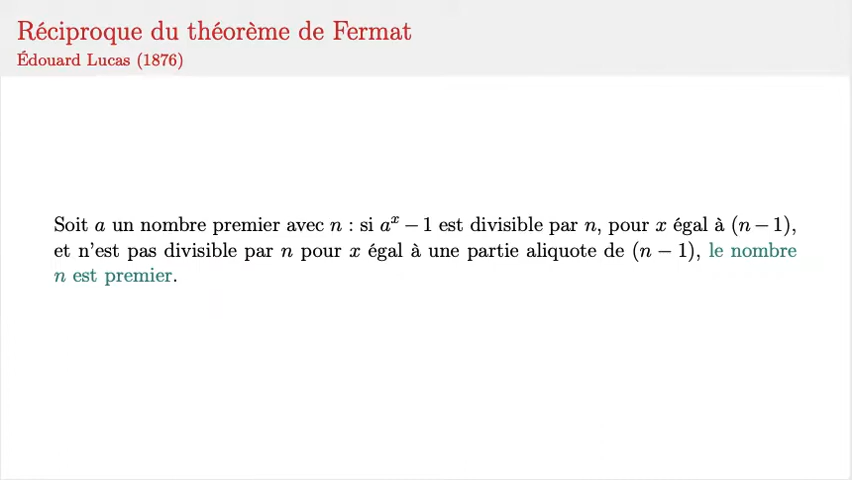 Réciproque du théorème de Fermat
Édouard Lucas (1876)
Soit a un nombre premier avec n : si aˣ − 1 est divisible par n, pour x égal à (n − 1),
et n'est pas divisible par n pour x égal à une partie aliquote de (n − 1), le nombre
n est premier.